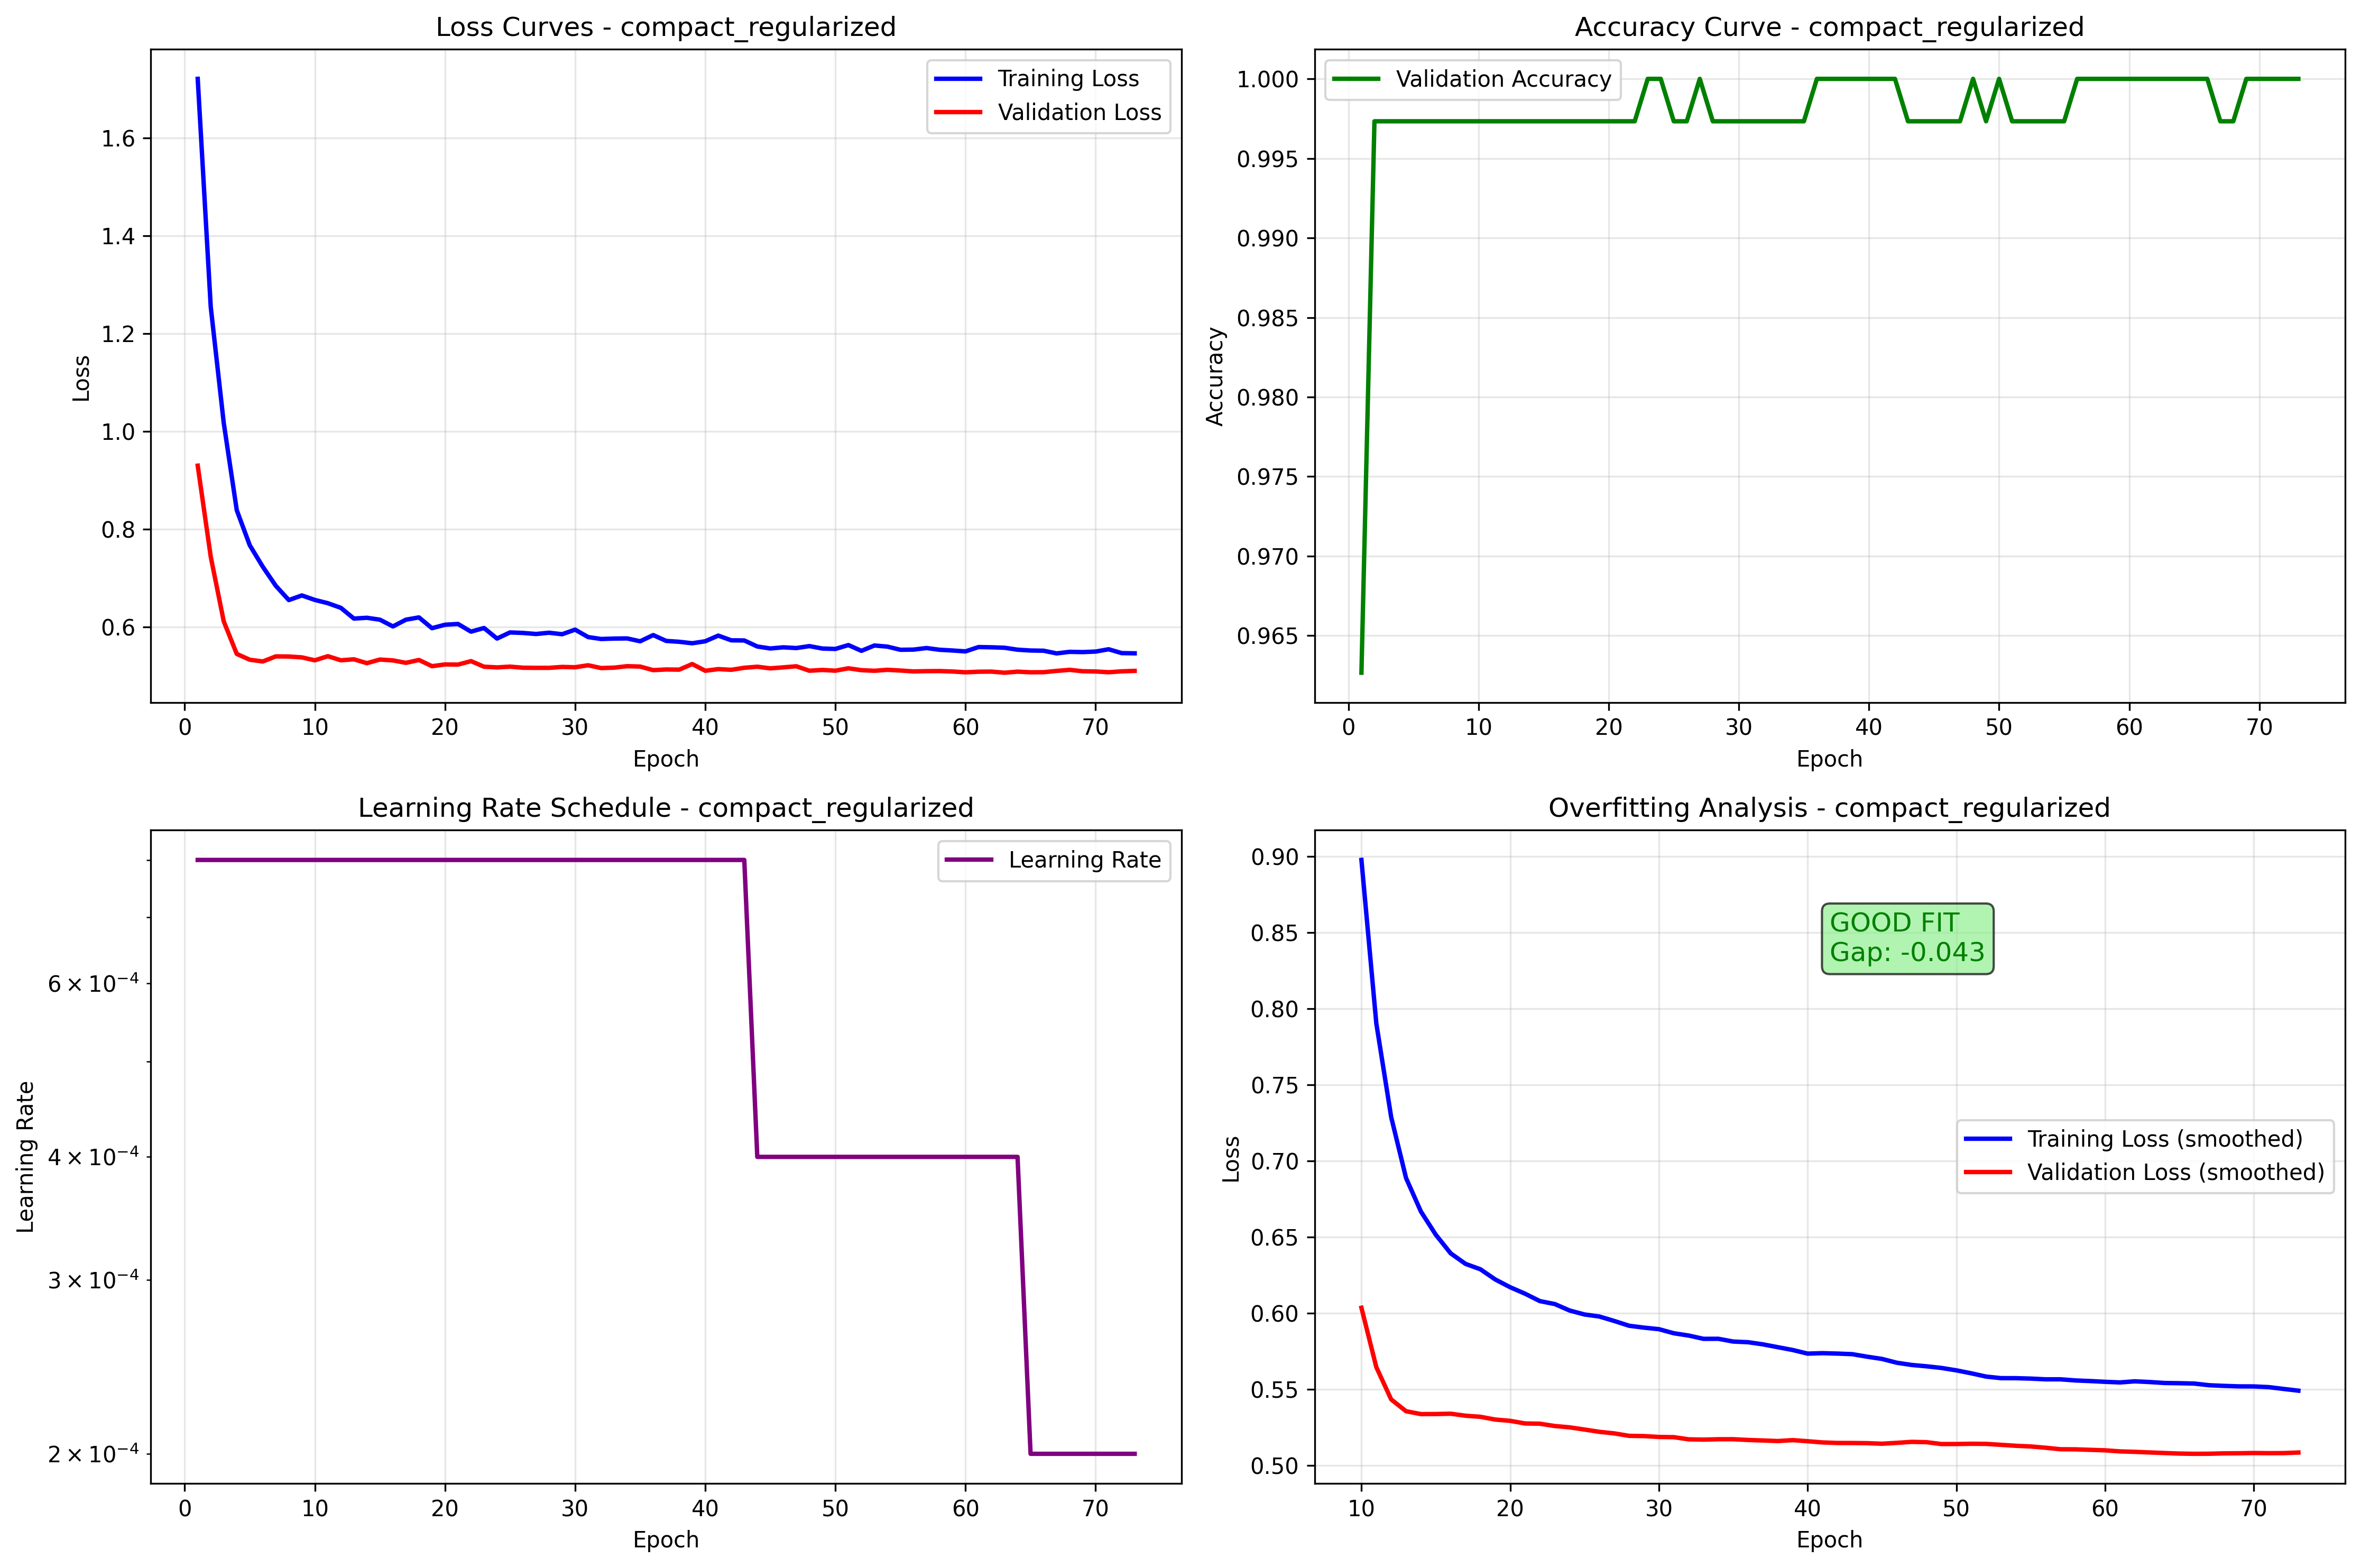 Loss Curves - compact_regularized
Training Loss
Validation Loss
Loss
1.6
1.4
1.2
1.0
0.8
0.6
0 10 20 30 40 50 60 70
Epoch
Accuracy Curve - compact_regularized
Validation Accuracy
Accuracy
1.000
0.995
0.990
0.985
0.980
0.975
0.970
0.965
0 10 20 30 40 50 60 70
Epoch
Learning Rate Schedule - compact_regularized
Learning Rate
Learning Rate
6 × 10⁻⁴
4 × 10⁻⁴
3 × 10⁻⁴
2 × 10⁻⁴
0 10 20 30 40 50 60 70
Epoch
Overfitting Analysis - compact_regularized
GOOD FIT
Gap: -0.043
Training Loss (smoothed)
Validation Loss (smoothed)
Loss
0.90
0.85
0.80
0.75
0.70
0.65
0.60
0.55
0.50
10 20 30 40 50 60 70
Epoch